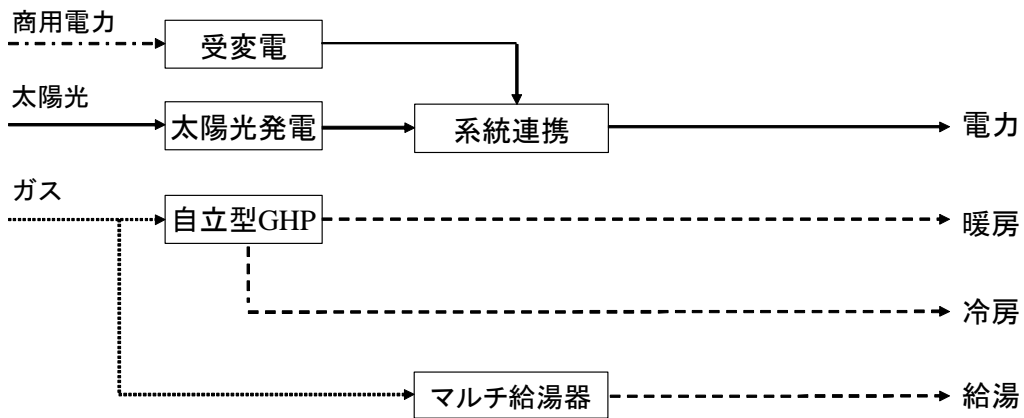 商用電力
受変電
太陽光
太陽光発電
系統連携
電力
ガス
自立型GHP
暖房
冷房
マルチ給湯器
給湯